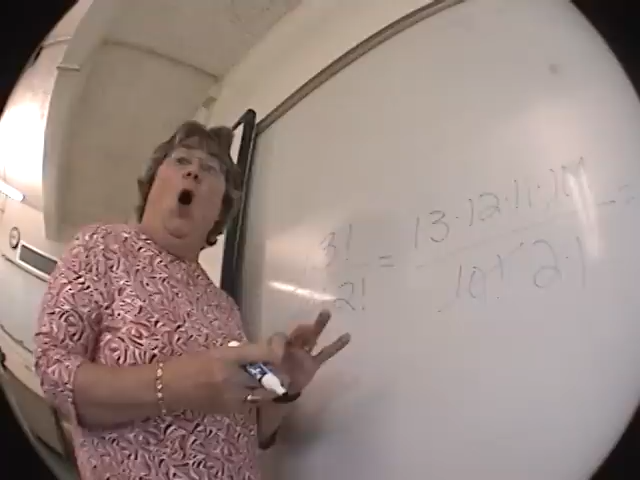 3! = 13·12·11·10! =
2! 10! 2·1